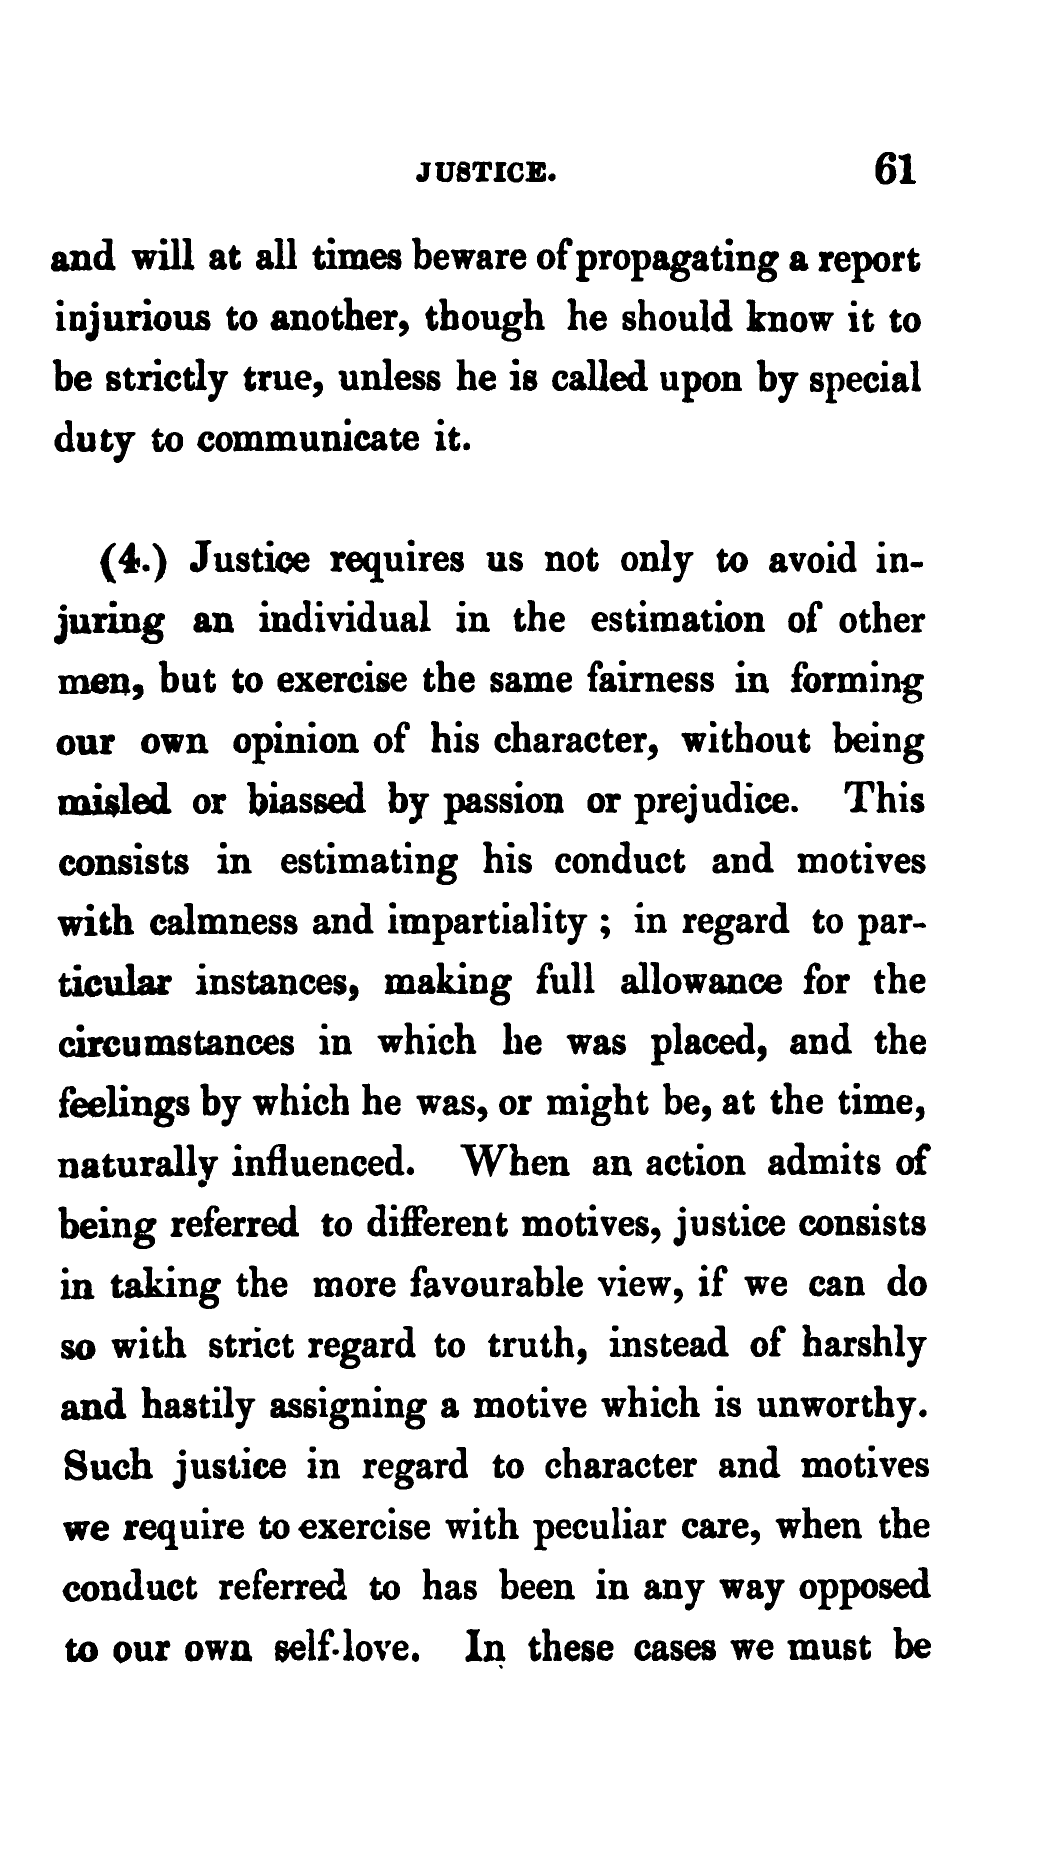 JUSTICE. 61
and will at all times beware of propagating a report
injurious to another, though he should know it to
be strictly true, unless he is called upon by special
duty to communicate it.
(4.) Justice requires us not only to avoid in-
juring an individual in the estimation of other
men, but to exercise the same fairness in forming
our own opinion of his character, without being
misled or biassed by passion or prejudice. This
consists in estimating his conduct and motives
with calmness and impartiality ; in regard to par-
ticular instances, making full allowance for the
circumstances in which he was placed, and the
feelings by which he was, or might be, at the time,
naturally influenced. When an action admits of
being referred to different motives, justice consists
in taking the more favourable view, if we can do
so with strict regard to truth, instead of harshly
and hastily assigning a motive which is unworthy.
Such justice in regard to character and motives
we require to exercise with peculiar care, when the
conduct referred to has been in any way opposed
to our own self-love. In these cases we must be